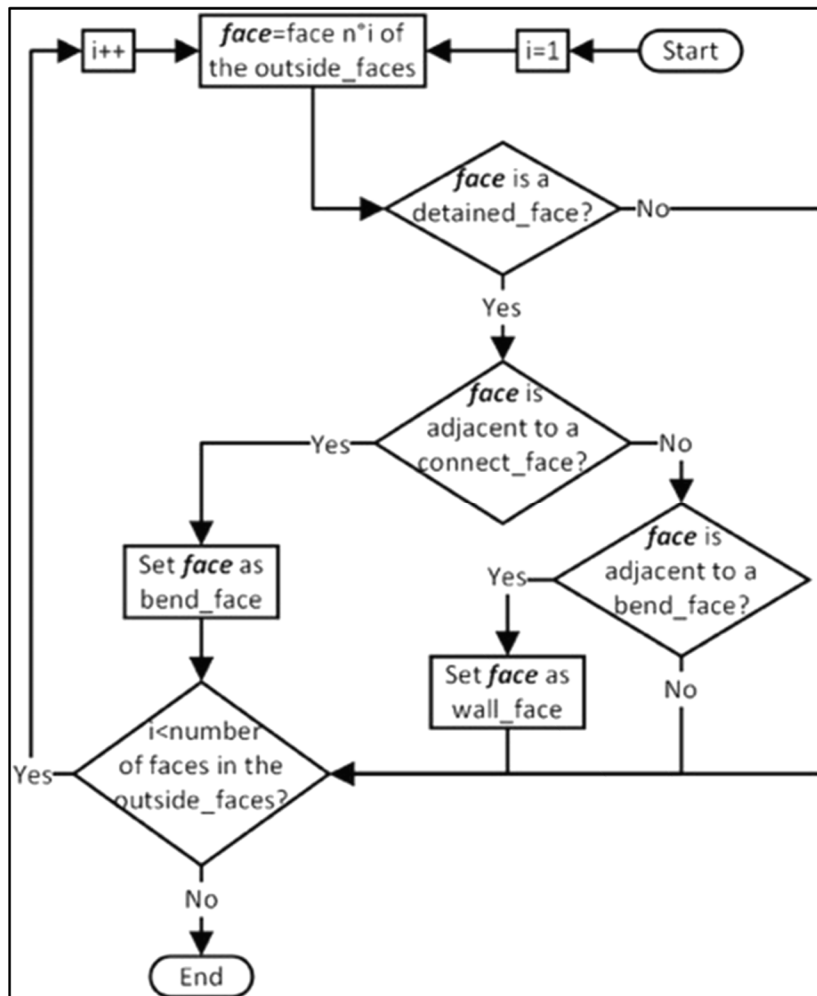 i++
face=face n°i of
the outside_faces
i=1
Start
face is a
detained_face?
No
Yes
face is
adjacent to a
connect_face?
Yes
No
face is
adjacent to a
bend_face?
Set face as
bend_face
Yes
Set face as
wall_face
No
i<number
of faces in the
outside_faces?
Yes
No
End